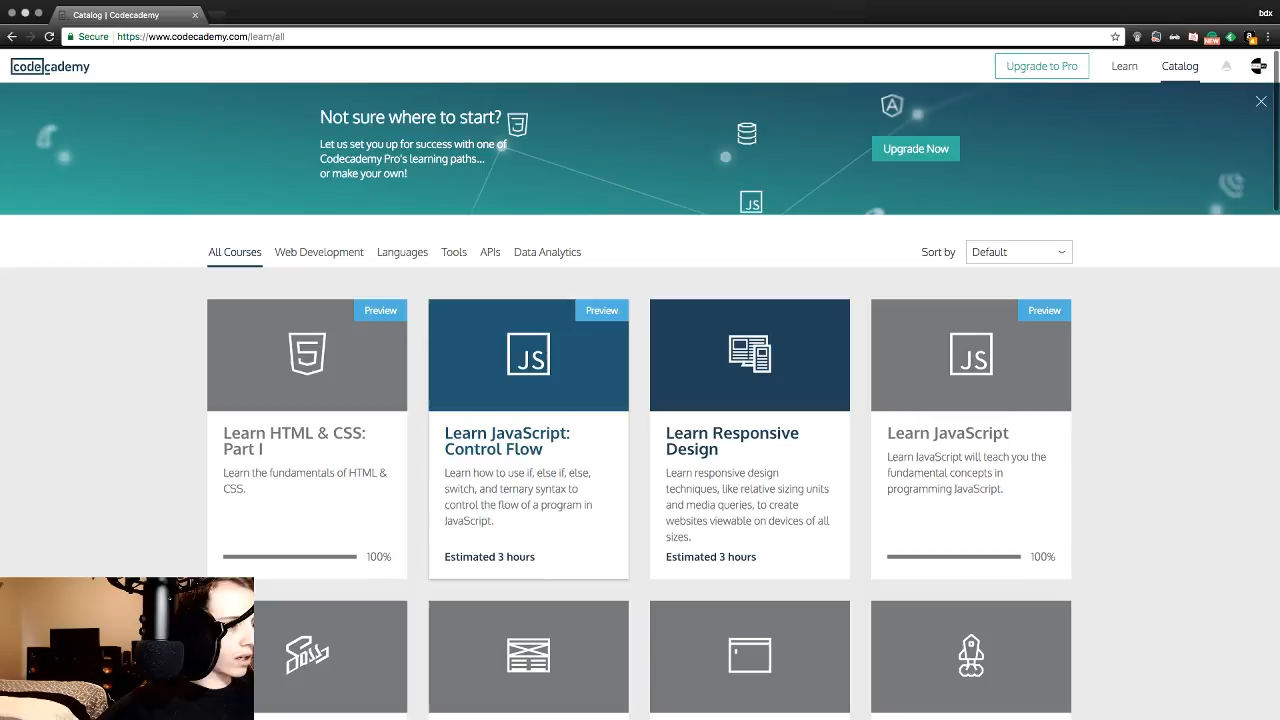 Catalog | Codecademy
bdx
Secure https://www.codecademy.com/learn/all
NEW
codecademy
Upgrade to Pro Learn Catalog
Not sure where to start?
Let us set you up for success with one of
Codecademy Pro's learning paths...
or make your own!
Upgrade Now
JS
All Courses Web Development Languages Tools APIs Data Analytics
Sort by Default
Preview
Learn HTML & CSS:
Part I
Learn the fundamentals of HTML &
CSS.
100%
Preview
JS
Learn JavaScript:
Control Flow
Learn how to use if, else if, else,
switch, and ternary syntax to
control the flow of a program in
JavaScript.
Estimated 3 hours
Learn Responsive
Design
Learn responsive design
techniques, like relative sizing units
and media queries, to create
websites viewable on devices of all
sizes.
Estimated 3 hours
Preview
JS
Learn JavaScript
Learn JavaScript will teach you the
fundamental concepts in
programming JavaScript.
100%
Sass